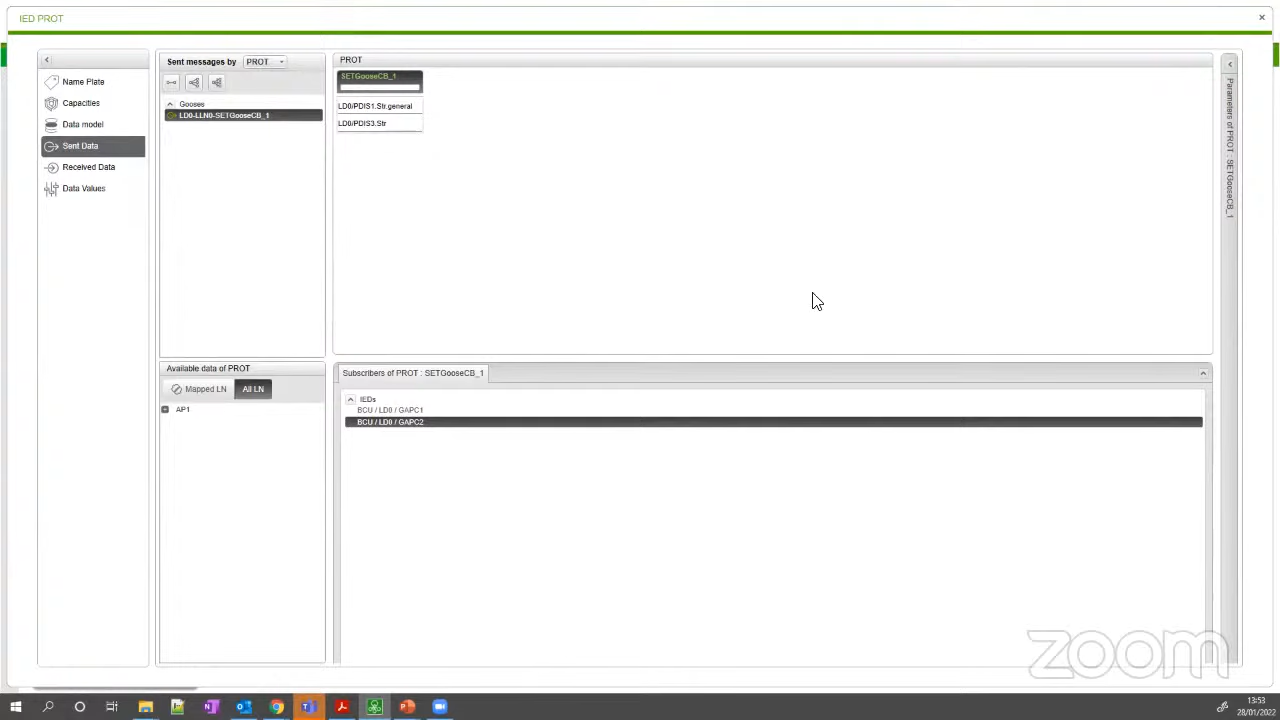 IED PROT
Name Plate
Capacities
Data model
Sent Data
Received Data
Data Values
Sent messages by PROT
Gooses
LD0-LLN0-SETGooseCB_1
Available data of PROT
Mapped LN All LN
AP1
PROT
SETGooseCB_1
LD0/PDIS1.Str.general
LD0/PDIS3.Str
Subscribers of PROT : SETGooseCB_1
IEDs
BCU / LD0 / GAPC1
BCU / LD0 / GAPC2
Parameters of PROT : SETGooseCB_1
zoom
13:53
28/01/2022